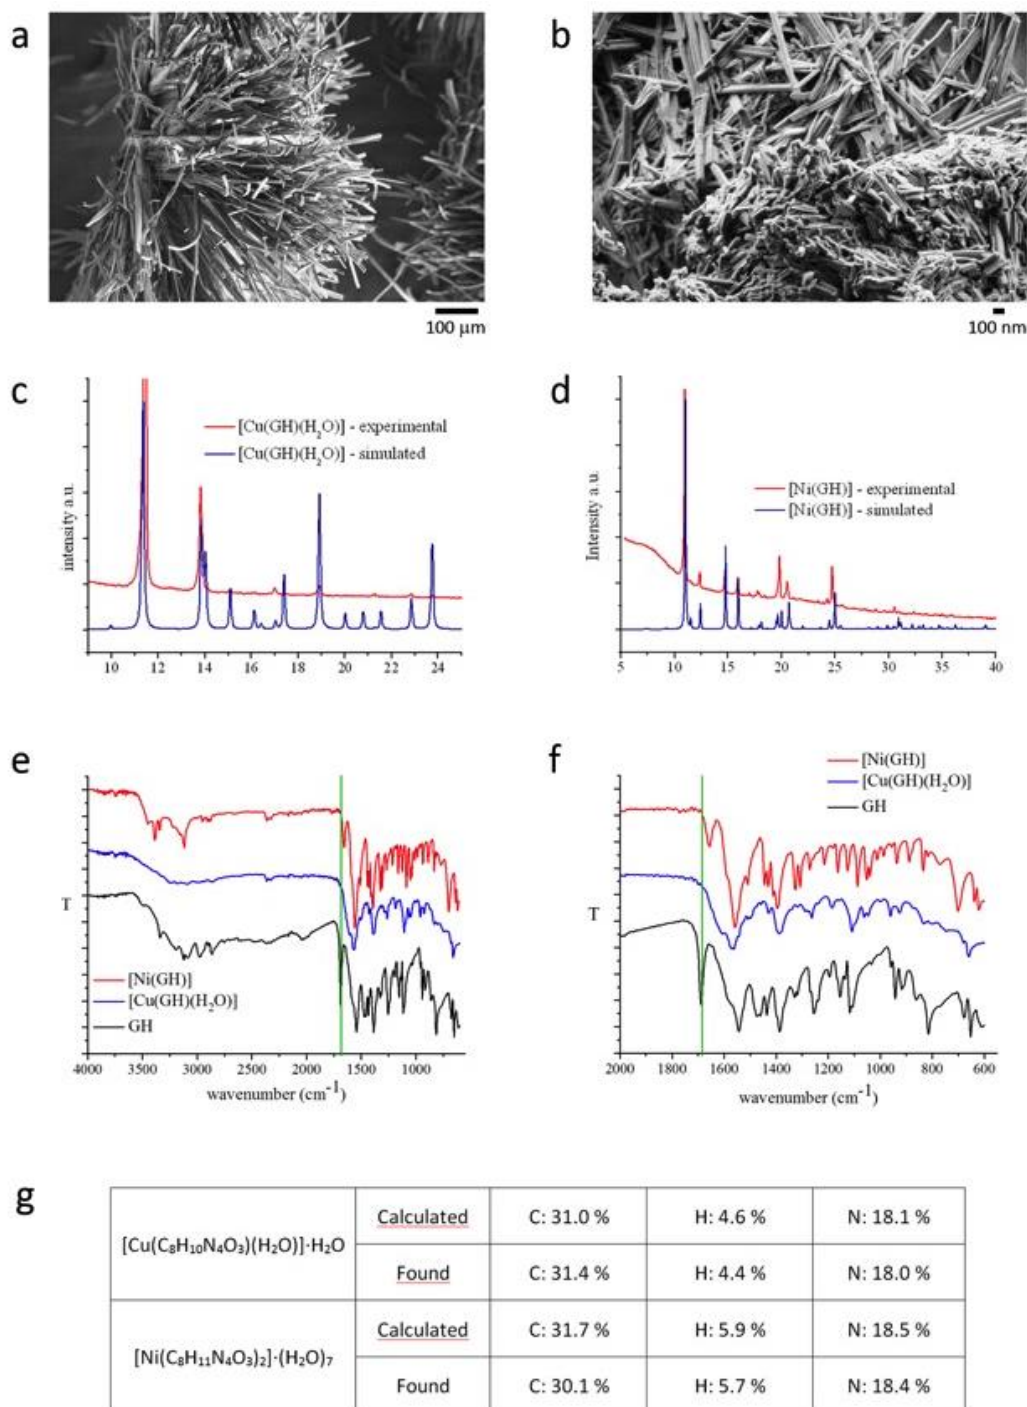 a
b
100 µm
100 nm
c
d
[Cu(GH)(H₂O)] - experimental
[Cu(GH)(H₂O)] - simulated
intensity a.u.
10 12 14 16 18 20 22 24
[Ni(GH)] - experimental
[Ni(GH)] - simulated
Intensity a.u.
5 10 15 20 25 30 35 40
e
f
T
[Ni(GH)]
[Cu(GH)(H₂O)]
GH
4000 3500 3000 2500 2000 1500 1000
wavenumber (cm⁻¹)
[Ni(GH)]
[Cu(GH)(H₂O)]
GH
T
2000 1800 1600 1400 1200 1000 800 600
wavenumber (cm⁻¹)
g
[Cu(C₈H₁₀N₄O₃)(H₂O)]·H₂O
Calculated C: 31.0 % H: 4.6 % N: 18.1 %
Found C: 31.4 % H: 4.4 % N: 18.0 %
[Ni(C₈H₁₁N₄O₃)₂]·(H₂O)₇
Calculated C: 31.7 % H: 5.9 % N: 18.5 %
Found C: 30.1 % H: 5.7 % N: 18.4 %